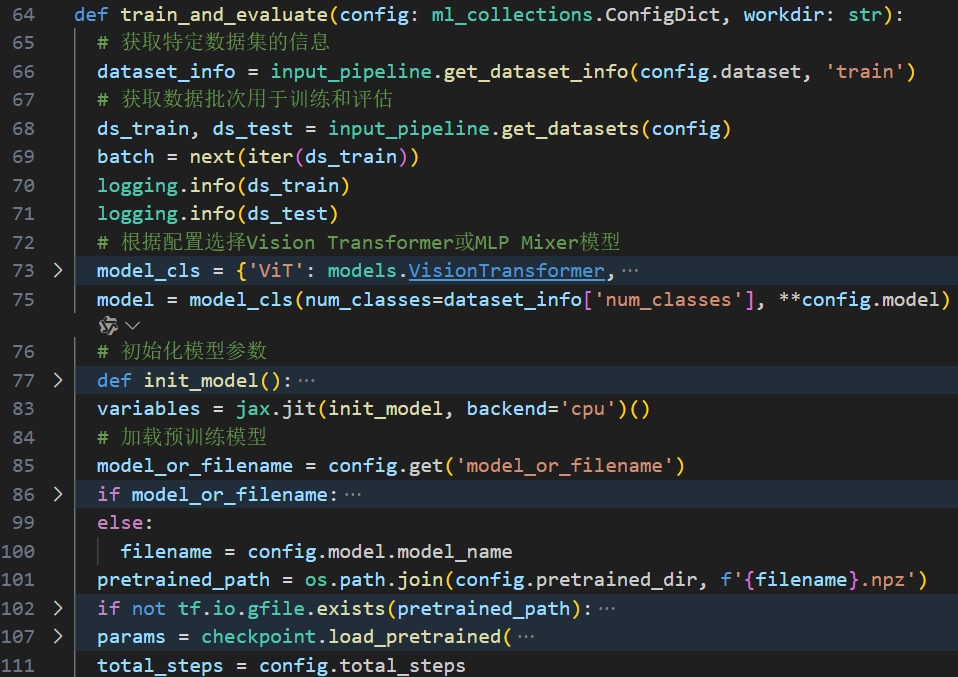 64 def train_and_evaluate(config: ml_collections.ConfigDict, workdir: str):
65 # 获取特定数据集的信息
66 dataset_info = input_pipeline.get_dataset_info(config.dataset, 'train')
67 # 获取数据批次用于训练和评估
68 ds_train, ds_test = input_pipeline.get_datasets(config)
69 batch = next(iter(ds_train))
70 logging.info(ds_train)
71 logging.info(ds_test)
72 # 根据配置选择Vision Transformer或MLP Mixer模型
73 model_cls = {'ViT': models.VisionTransformer,···
75 model = model_cls(num_classes=dataset_info['num_classes'], **config.model)
76 # 初始化模型参数
77 def init_model():···
83 variables = jax.jit(init_model, backend='cpu')()
84 # 加载预训练模型
85 model_or_filename = config.get('model_or_filename')
86 if model_or_filename:···
99 else:
100 filename = config.model.model_name
101 pretrained_path = os.path.join(config.pretrained_dir, f'{filename}.npz')
102 if not tf.io.gfile.exists(pretrained_path):···
107 params = checkpoint.load_pretrained(···
111 total_steps = config.total_steps